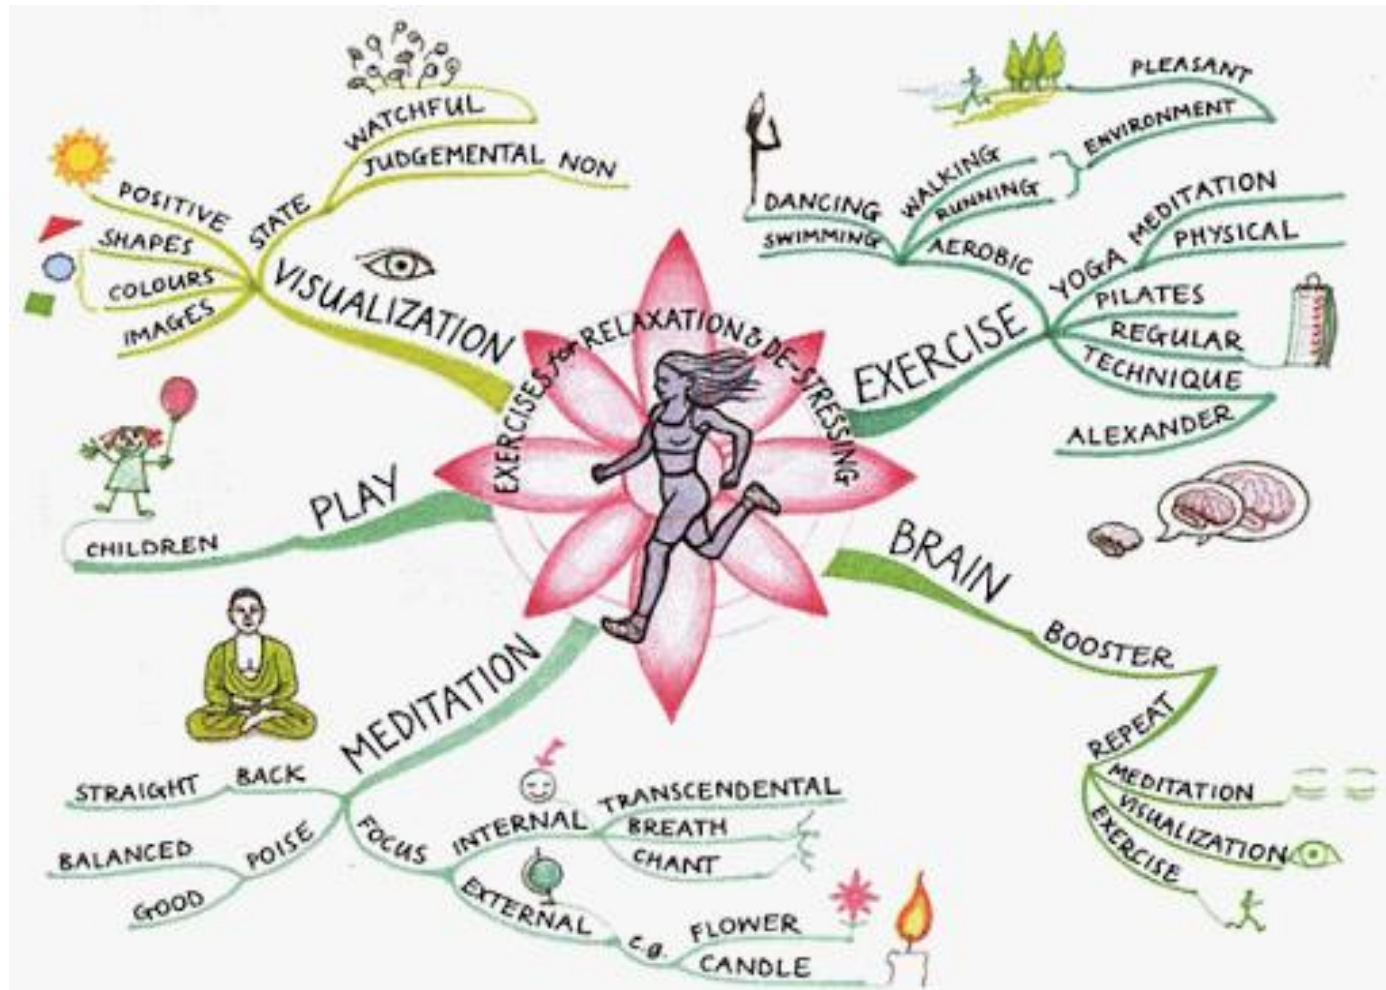 EXERCISES for RELAXATION & DE-STRESSING
VISUALIZATION
STATE
WATCHFUL
JUDGEMENTAL NON
POSITIVE
SHAPES
COLOURS
IMAGES
PLAY
CHILDREN
MEDITATION
BACK
STRAIGHT
POISE
BALANCED
GOOD
FOCUS
INTERNAL
TRANSCENDENTAL
BREATH
CHANT
EXTERNAL
e.g.
FLOWER
CANDLE
EXERCISE
AEROBIC
DANCING
SWIMMING
WALKING
RUNNING
ENVIRONMENT
PLEASANT
YOGA
MEDITATION
PHYSICAL
PILATES
REGULAR
TECHNIQUE
ALEXANDER
BRAIN
BOOSTER
REPEAT
MEDITATION
VISUALIZATION
EXERCISE